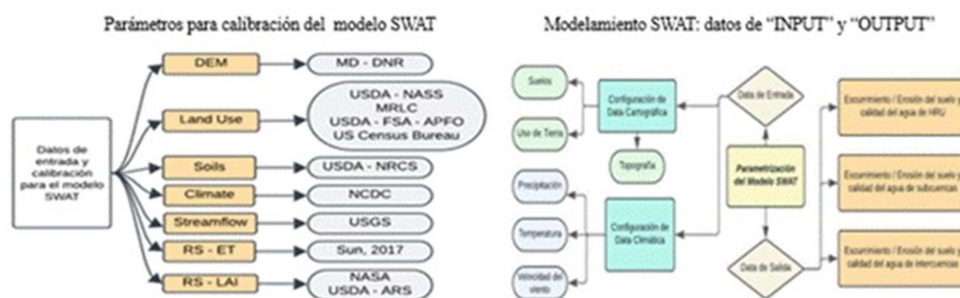 Parámetros para calibración del modelo SWAT
Datos de
entrada y
calibración
para el modelo
SWAT
DEM
MD - DNR
Land Use
USDA - NASS
MRLC
USDA - FSA - APFO
US Census Bureau
Soils
USDA - NRCS
Climate
NCDC
Streamflow
USGS
RS - ET
Sun, 2017
RS - LAI
NASA
USDA - ARS
Modelamiento SWAT: datos de “INPUT” y “OUTPUT”
Suelos
Uso de Tierra
Topografía
Configuración de
Data Cartográfica
Precipitación
Temperatura
Velocidad del
viento
Configuración de
Data Climática
Data de Entrada
Parametrización
del Modelo SWAT
Data de Salida
Escurrimiento / Erosión del suelo y
calidad del agua de HRU
Escurrimiento / Erosión del suelo y
calidad del agua de subcuencas
Escurrimiento / Erosión del suelo y
calidad del agua de intercuencas